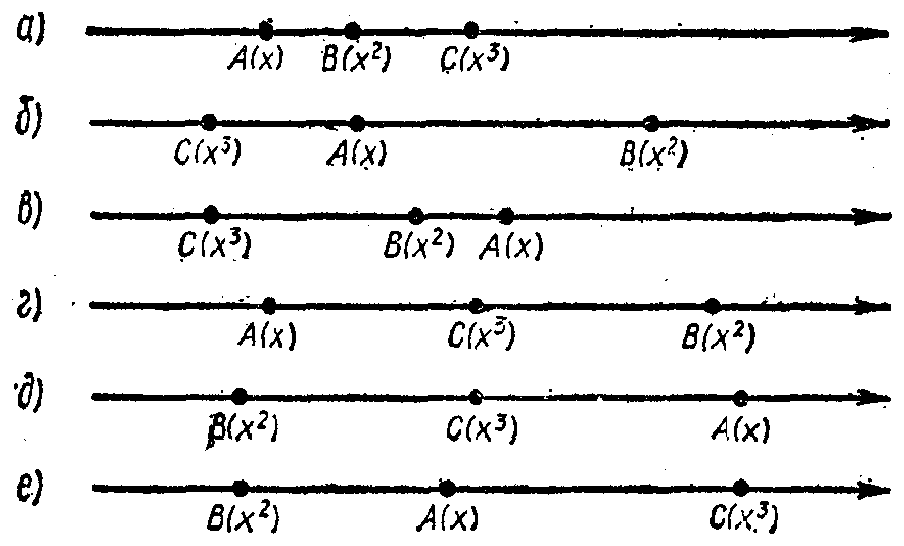 а) A(x) B(x²) C(x³)
б) C(x³) A(x) B(x²)
в) C(x³) B(x²) A(x)
г) A(x) C(x³) B(x²)
д) B(x²) C(x³) A(x)
е) B(x²) A(x) C(x³)